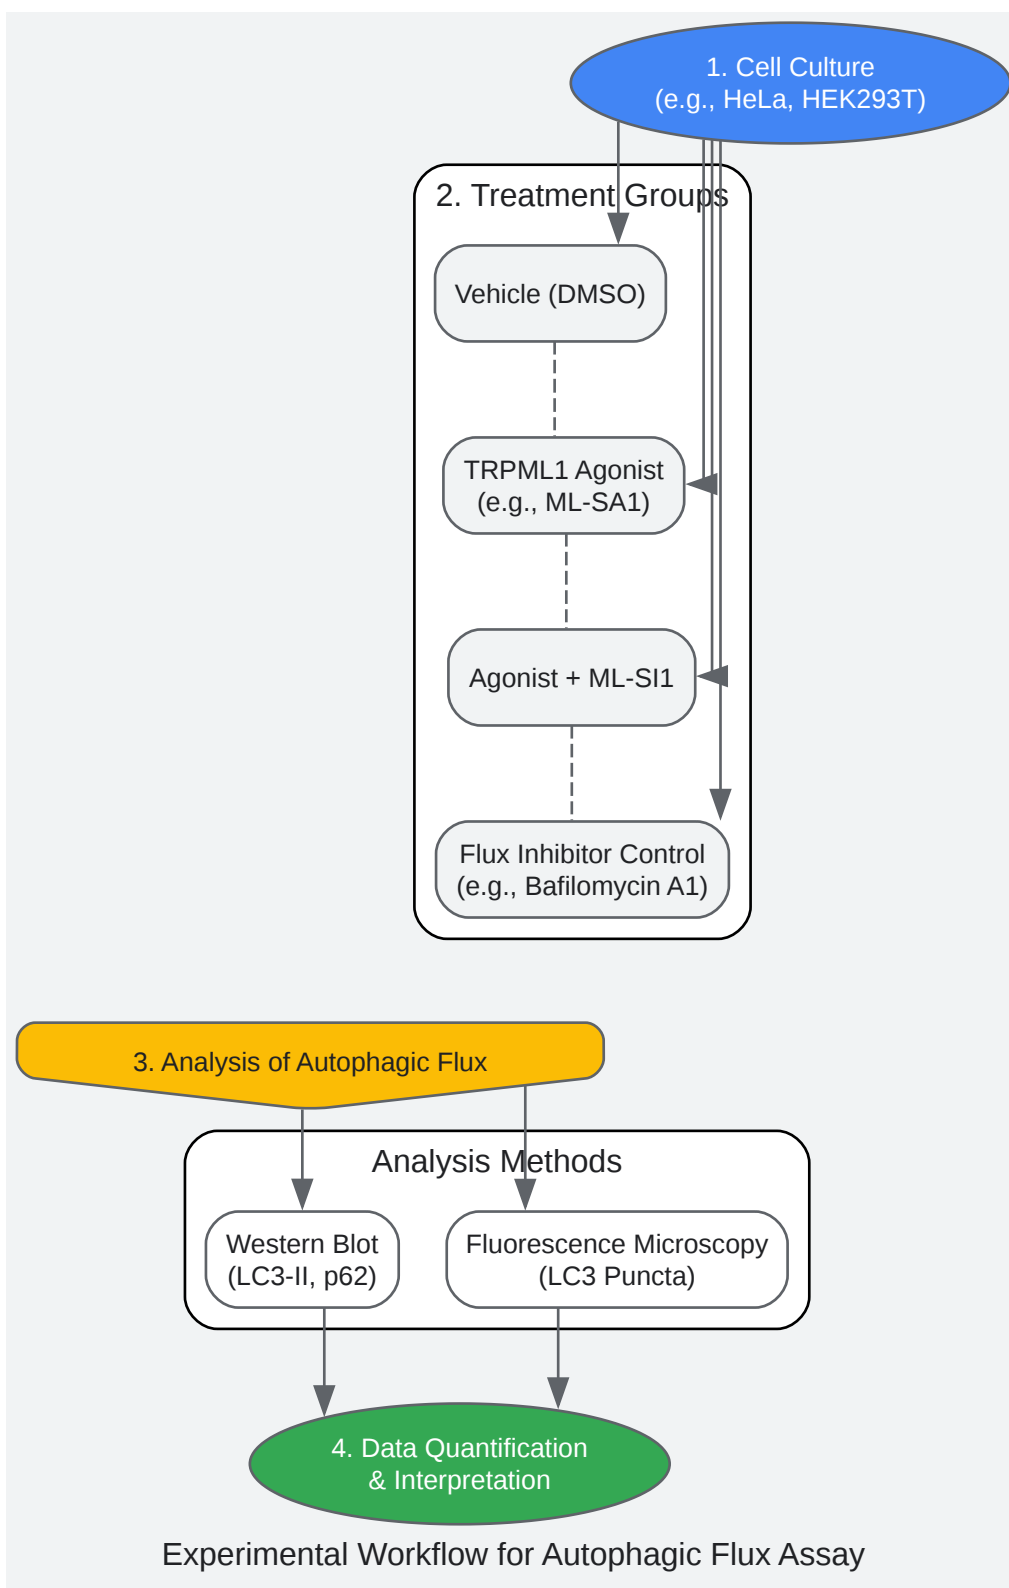 1. Cell Culture
(e.g., HeLa, HEK293T)
2. Treatment Groups
Vehicle (DMSO)
TRPML1 Agonist
(e.g., ML-SA1)
Agonist + ML-SI1
Flux Inhibitor Control
(e.g., Bafilomycin A1)
3. Analysis of Autophagic Flux
Analysis Methods
Western Blot
(LC3-II, p62)
Fluorescence Microscopy
(LC3 Puncta)
4. Data Quantification
& Interpretation
Experimental Workflow for Autophagic Flux Assay